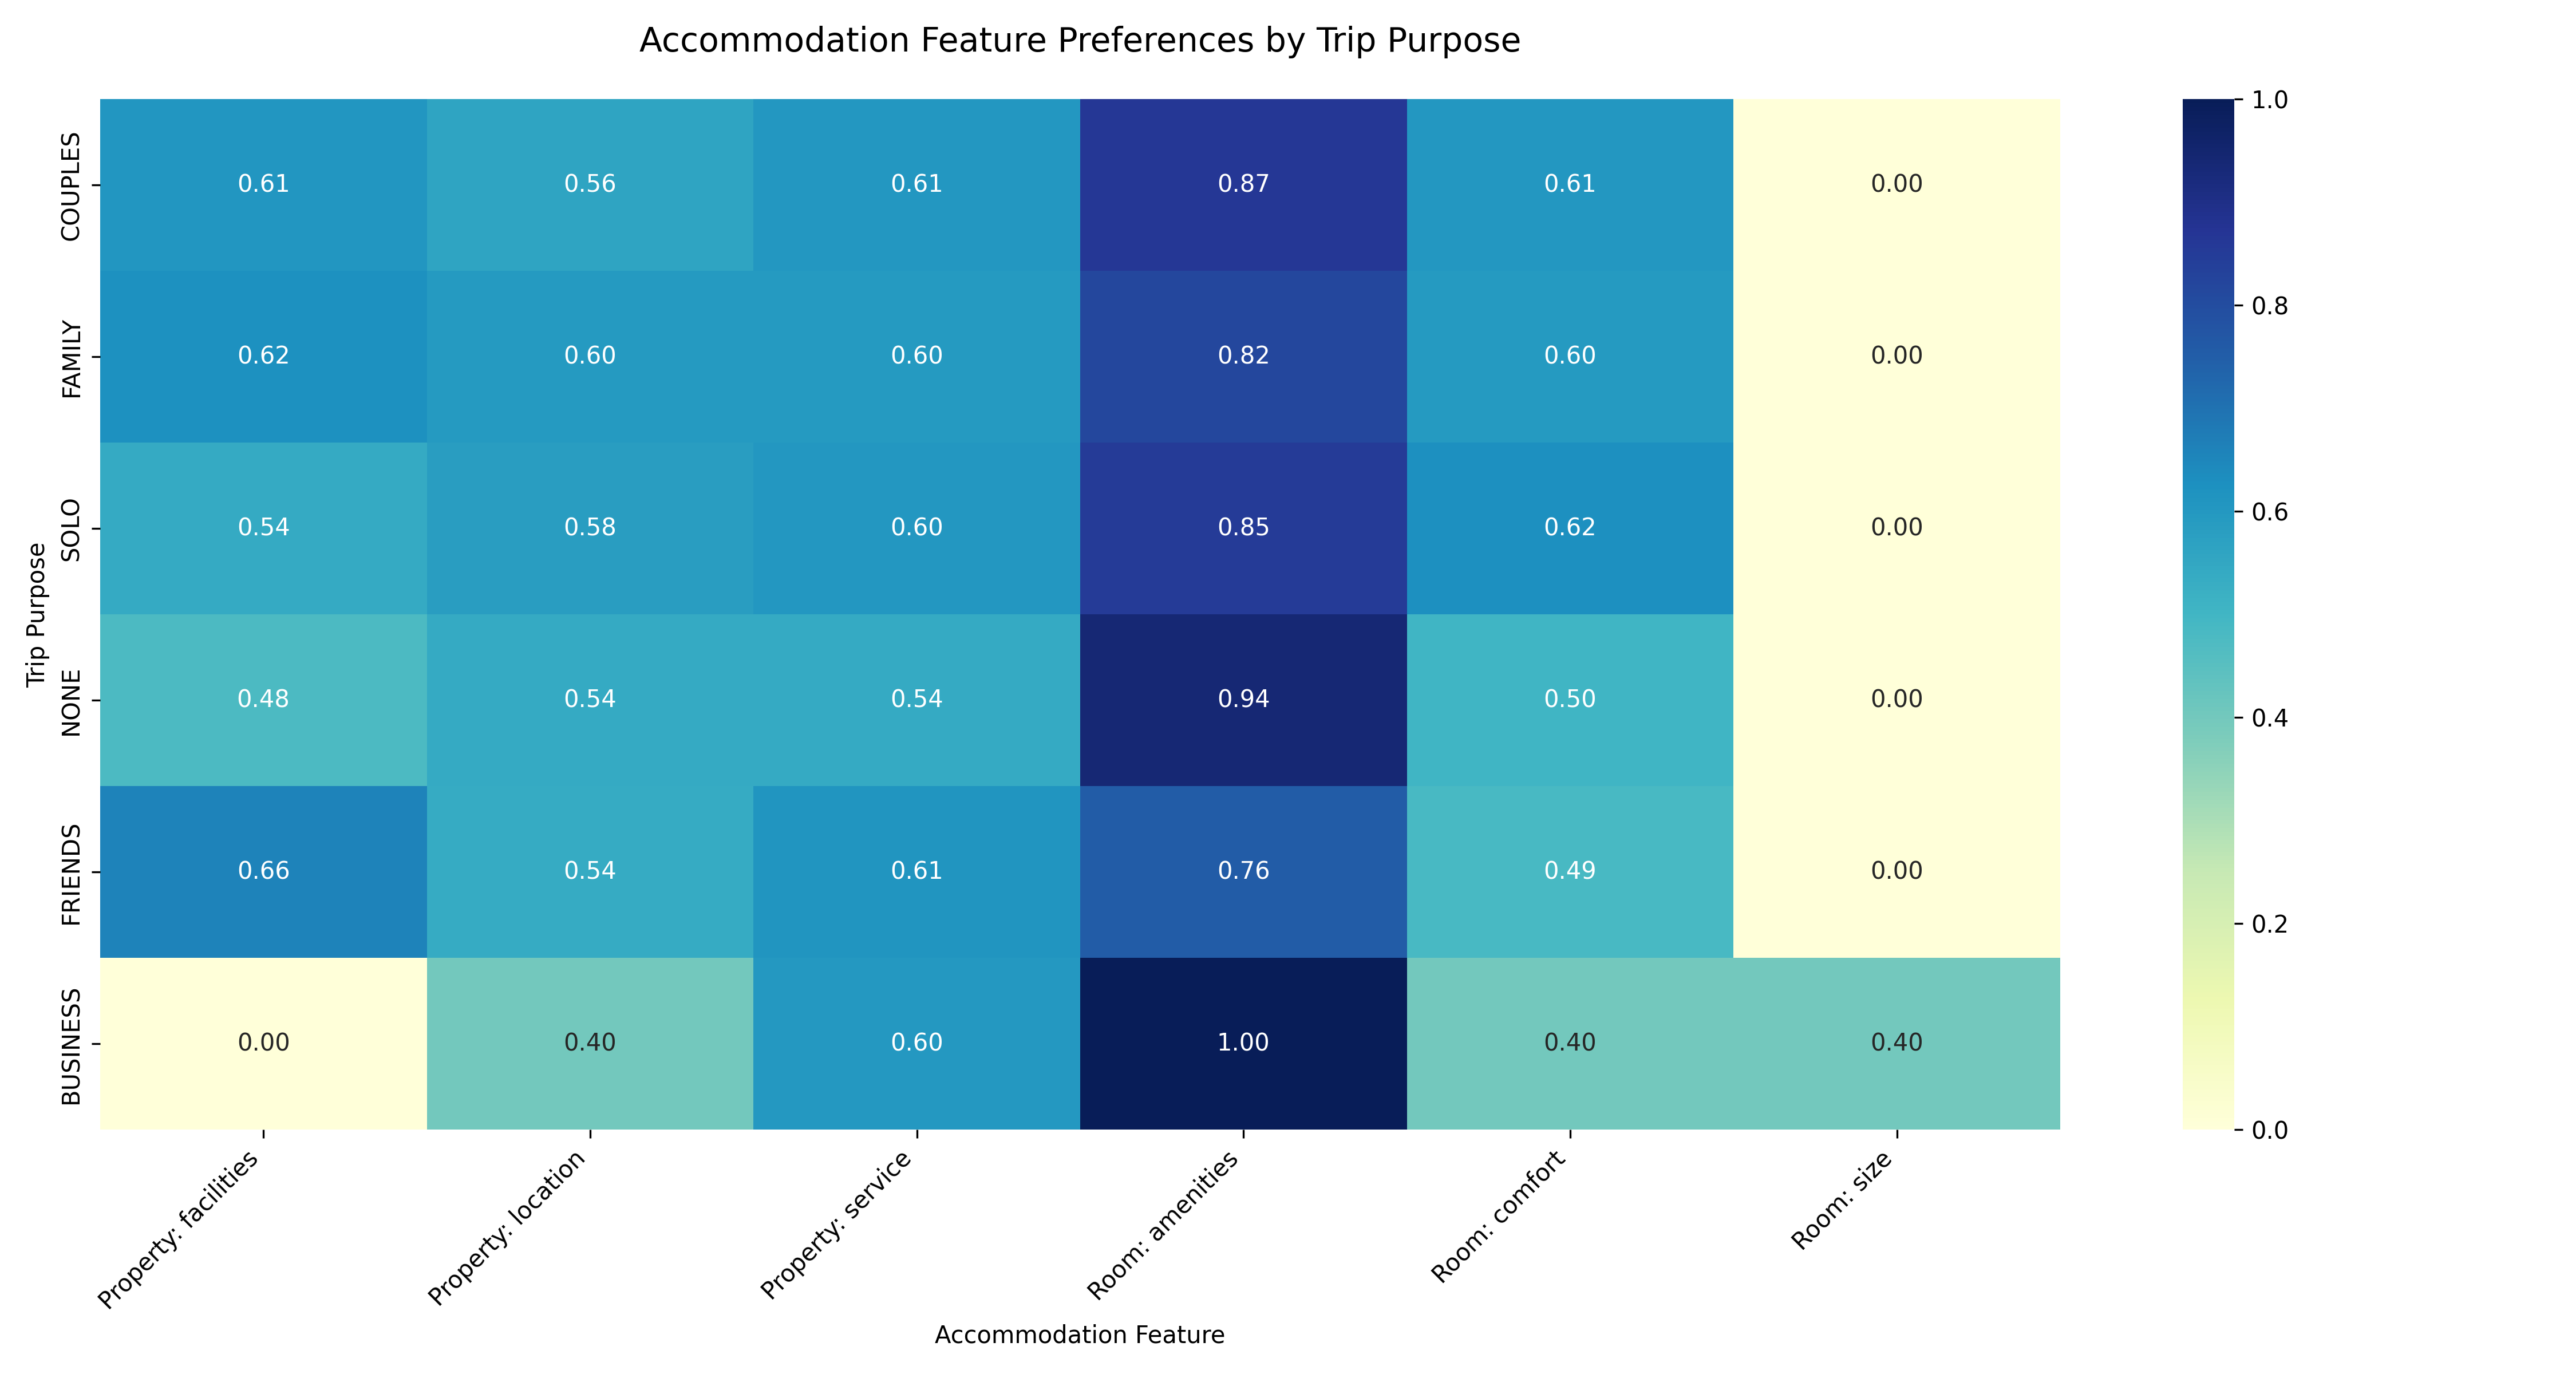 Accommodation Feature Preferences by Trip Purpose
Trip Purpose
COUPLES 0.61 0.56 0.61 0.87 0.61 0.00
FAMILY 0.62 0.60 0.60 0.82 0.60 0.00
SOLO 0.54 0.58 0.60 0.85 0.62 0.00
NONE 0.48 0.54 0.54 0.94 0.50 0.00
FRIENDS 0.66 0.54 0.61 0.76 0.49 0.00
BUSINESS 0.00 0.40 0.60 1.00 0.40 0.40
Property: facilities
Property: location
Property: service
Room: amenities
Room: comfort
Room: size
Accommodation Feature
1.0
0.8
0.6
0.4
0.2
0.0